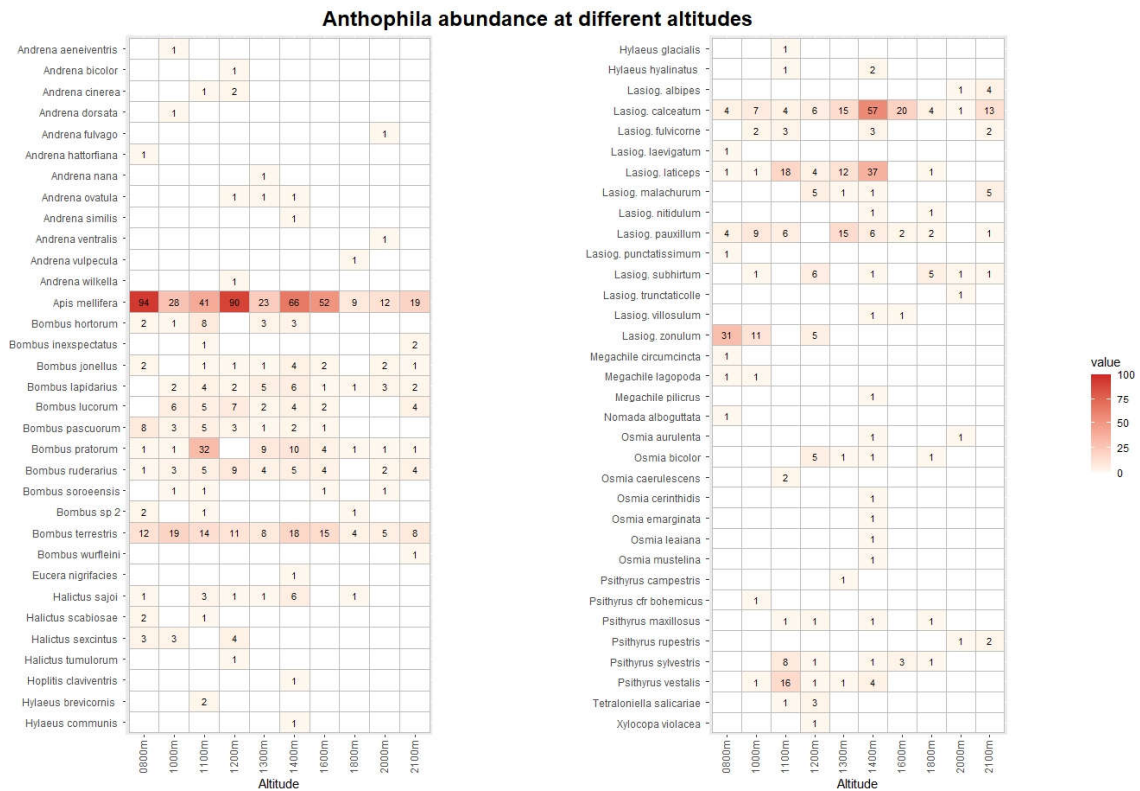 Anthophila abundance at different altitudes
Andrena aeneiventris 1
Andrena bicolor 1
Andrena cinerea 1 2
Andrena dorsata 1
Andrena fulvago 1
Andrena hattorfiana 1
Andrena nana 1
Andrena ovatula 1 1 1
Andrena similis 1
Andrena ventralis 1
Andrena vulpecula 1
Andrena wilkella 1
Apis mellifera 94 28 41 90 23 66 52 9 12 19
Bombus hortorum 2 1 8 3 3
Bombus inexspectatus 1 2
Bombus jonellus 2 1 1 1 4 2 2 1
Bombus lapidarius 2 4 2 5 6 1 1 3 2
Bombus lucorum 6 5 7 2 4 2 4
Bombus pascuorum 8 3 5 3 1 2 1
Bombus pratorum 1 1 32 9 10 4 1 1 1
Bombus ruderarius 1 3 5 9 4 5 4 2 4
Bombus soroeensis 1 1 1 1
Bombus sp 2 2 1 1
Bombus terrestris 12 19 14 11 8 18 15 4 5 8
Bombus wurfleini 1
Eucera nigrifacies 1
Halictus sajoi 1 3 1 1 6 1
Halictus scabiosae 2 1
Halictus sexcintus 3 3 4
Halictus tumulorum 1
Hoplitis claviventris 1
Hylaeus brevicornis 2
Hylaeus communis 1
0800m 1000m 1100m 1200m 1300m 1400m 1600m 1800m 2000m 2100m
Altitude
Hylaeus glacialis 1
Hylaeus hyalinatus 1 2
Lasiog. albipes 1 4
Lasiog. calceatum 4 7 4 6 15 57 20 4 1 13
Lasiog. fulvicorne 2 3 3 2
Lasiog. laevigatum 1
Lasiog. laticeps 1 1 18 4 12 37 1
Lasiog. malachurum 5 1 1 5
Lasiog. nitidulum 1 1
Lasiog. pauxillum 4 9 6 15 6 2 2 1
Lasiog. punctatissimum 1
Lasiog. subhirtum 1 6 1 5 1 1
Lasiog. trunctaticolle 1
Lasiog. villosulum 1 1
Lasiog. zonulum 31 11 5
Megachile circumcincta 1
Megachile lagopoda 1 1
Megachile pilicrus 1
Nomada alboguttata 1
Osmia aurulenta 1 1
Osmia bicolor 5 1 1 1
Osmia caerulescens 2
Osmia cerinthidis 1
Osmia emarginata 1
Osmia leaiana 1
Osmia mustelina 1
Psithyrus campestris 1
Psithyrus cfr bohemicus 1
Psithyrus maxillosus 1 1 1 1
Psithyrus rupestris 1 2
Psithyrus sylvestris 8 1 1 3 1
Psithyrus vestalis 1 16 1 1 4
Tetraloniella salicariae 1 3
Xylocopa violacea 1
0800m 1000m 1100m 1200m 1300m 1400m 1600m 1800m 2000m 2100m
Altitude
value
100
75
50
25
0